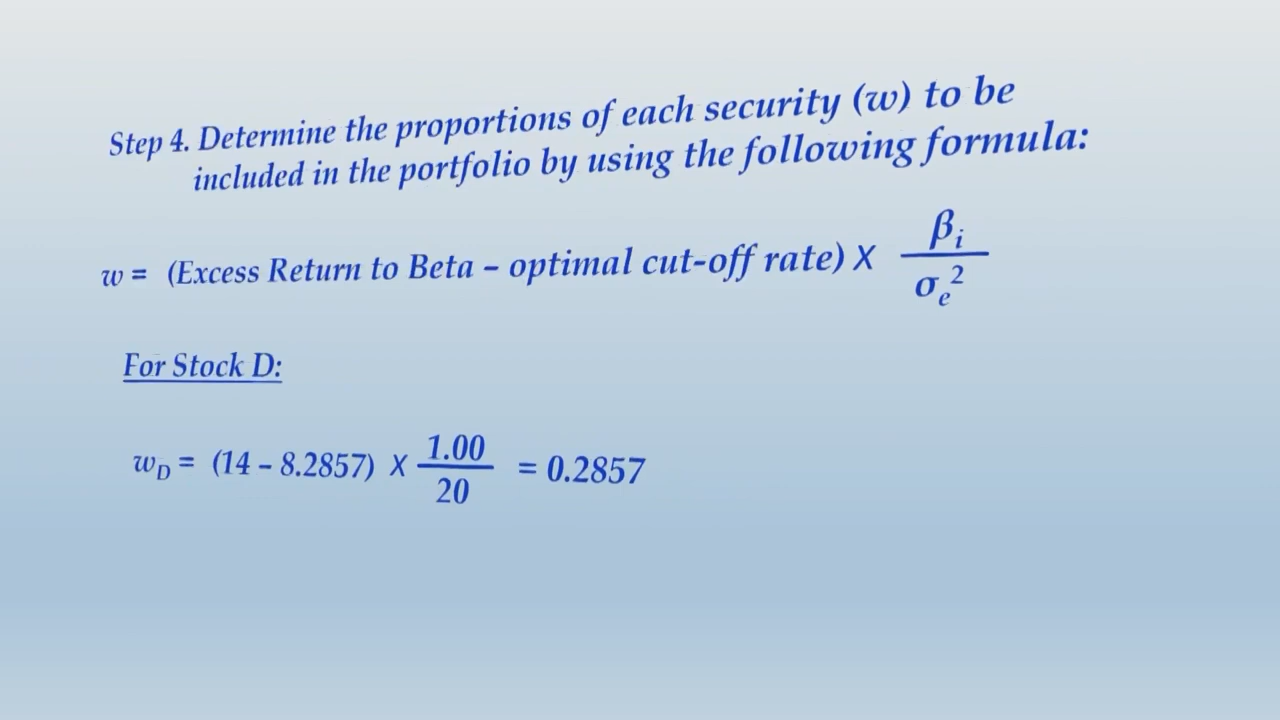 Step 4. Determine the proportions of each security (w) to be
included in the portfolio by using the following formula:
w = (Excess Return to Beta – optimal cut-off rate) X βᵢ / σₑ²
For Stock D:
w_D = (14 – 8.2857) X 1.00 / 20 = 0.2857